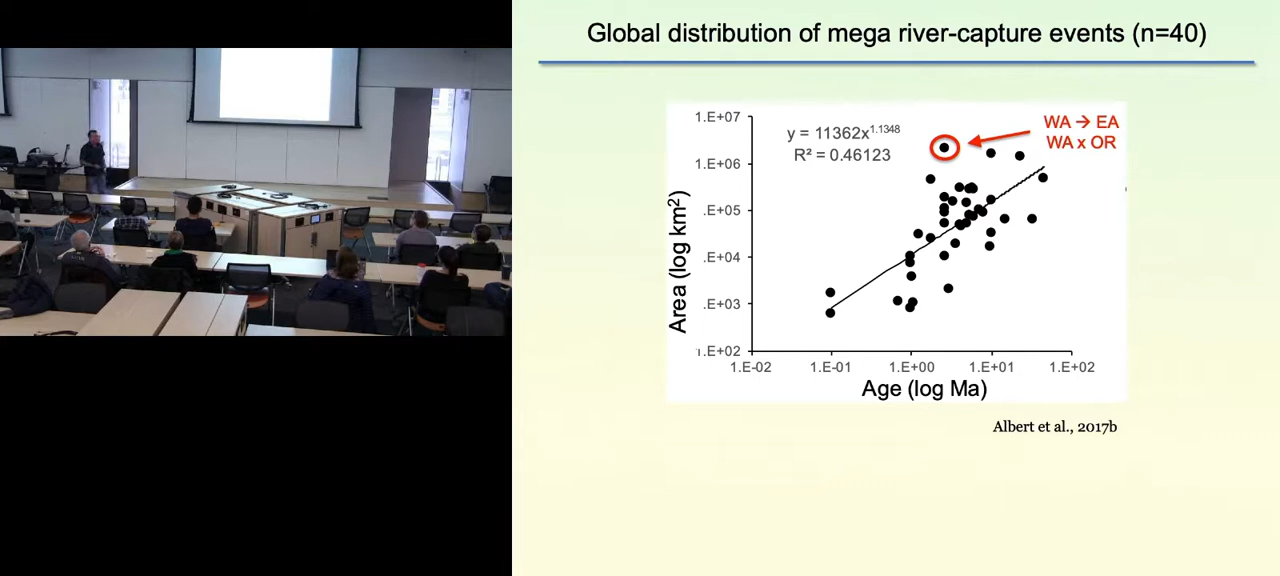 Global distribution of mega river-capture events (n=40)
1.E+07
1.E+06
.E+05
.E+04
.E+03
.E+02
Area (log km²)
y = 11362x^1.1348
R² = 0.46123
WA → EA
WA x OR
1.E-02 1.E-01 1.E+00 1.E+01 1.E+02
Age (log Ma)
Albert et al., 2017b